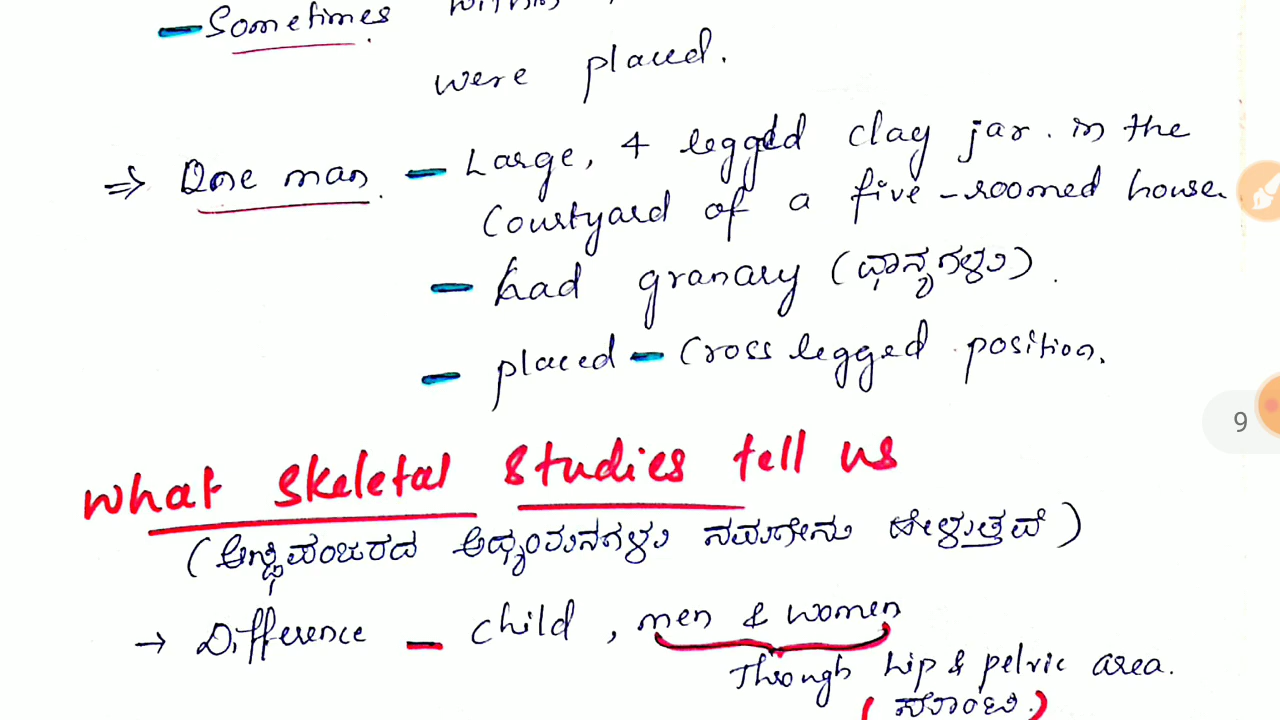 - Sometimes
were placed.
⇒ One man - Large, 4 legged clay jar. in the
Courtyard of a five-roomed house.
- had granary (ಧಾನ್ಯಗಳು).
- placed - Cross legged position.
9
What skeletal studies tell us
(ಅಸ್ಥಿಪಂಜರದ ಅಧ್ಯಯನಗಳು ನಮಗೇನು ಹೇಳುತ್ತವೆ)
→ Difference - child, men & women
Through hip & pelvic area.